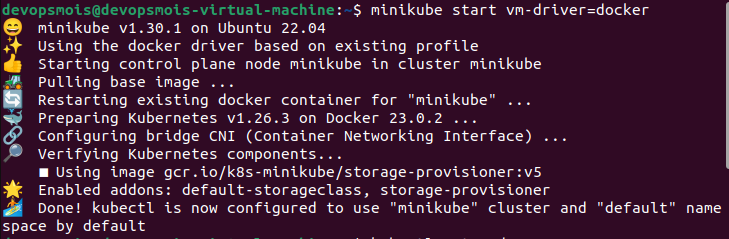 devopsmois@devopsmois-virtual-machine:~$ minikube start vm-driver=docker
😄 minikube v1.30.1 on Ubuntu 22.04
✨ Using the docker driver based on existing profile
👍 Starting control plane node minikube in cluster minikube
🚜 Pulling base image ...
🔄 Restarting existing docker container for "minikube" ...
🐳 Preparing Kubernetes v1.26.3 on Docker 23.0.2 ...
🔗 Configuring bridge CNI (Container Networking Interface) ...
🔎 Verifying Kubernetes components...
▪ Using image gcr.io/k8s-minikube/storage-provisioner:v5
🌟 Enabled addons: default-storageclass, storage-provisioner
🏄 Done! kubectl is now configured to use "minikube" cluster and "default" name
space by default